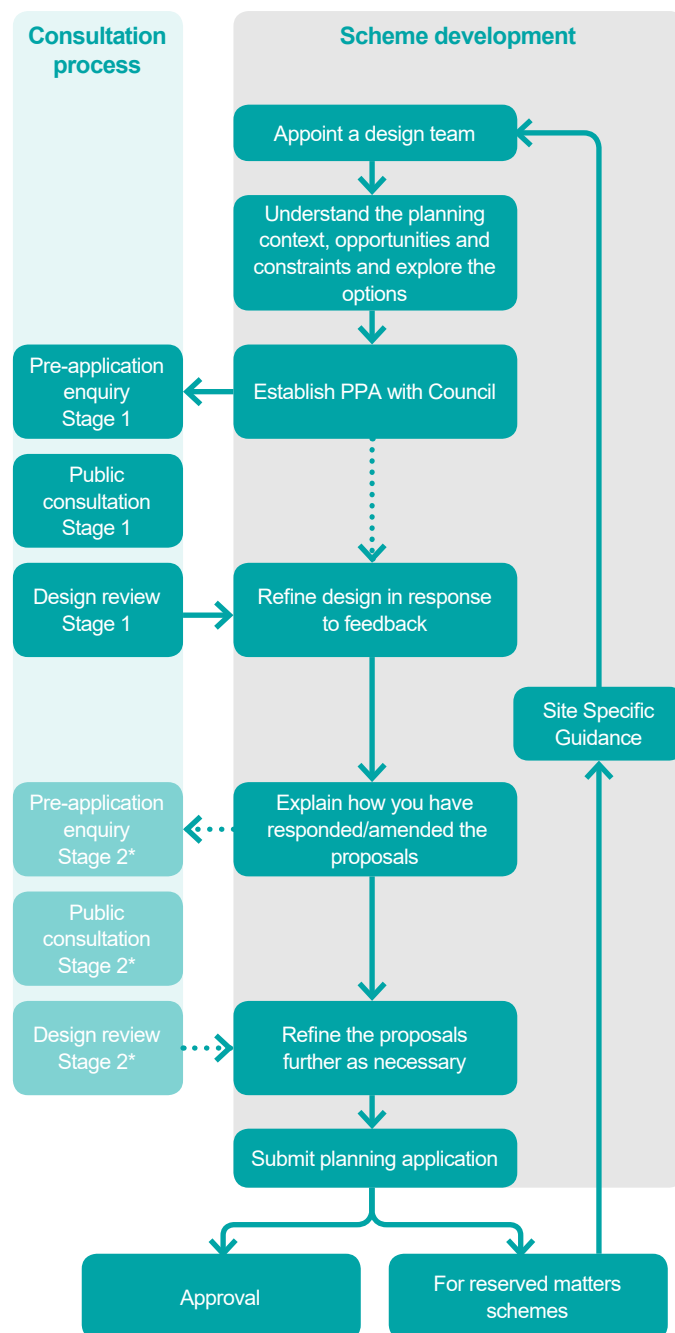 Consultation
process
Scheme development
Appoint a design team
Understand the planning
context, opportunities and
constraints and explore the
options
Pre-application
enquiry
Stage 1
Establish PPA with Council
Public
consultation
Stage 1
Design review
Stage 1
Refine design in response
to feedback
Site Specific
Guidance
Pre-application
enquiry
Stage 2*
Explain how you have
responded/amended the
proposals
Public
consultation
Stage 2*
Design review
Stage 2*
Refine the proposals
further as necessary
Submit planning application
Approval
For reserved matters
schemes